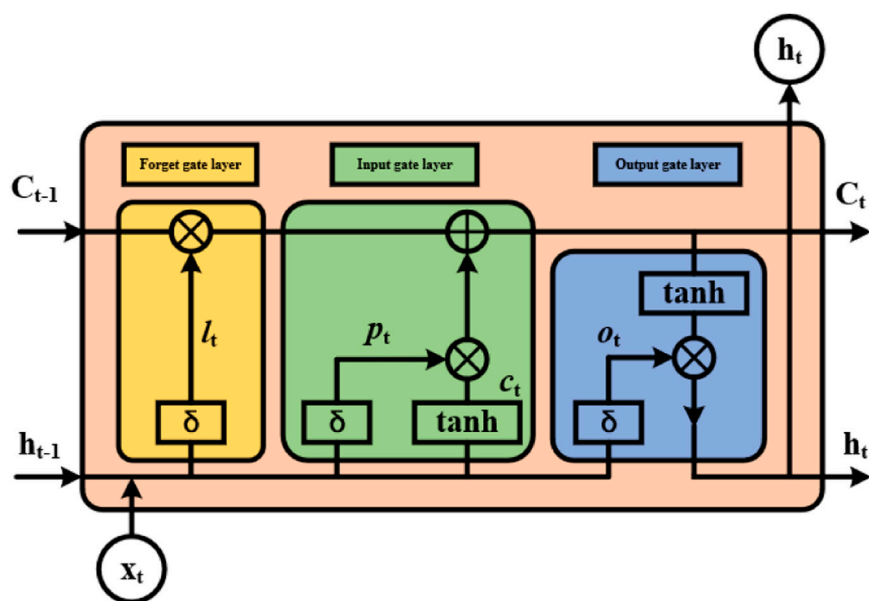 hₜ
Forget gate layer
Input gate layer
Output gate layer
Cₜ₋₁
Cₜ
tanh
lₜ
pₜ
oₜ
cₜ
δ
δ
tanh
δ
hₜ₋₁
hₜ
xₜ